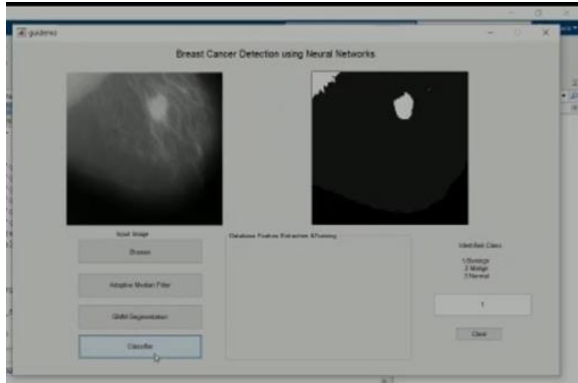 guidemo
Breast Cancer Detection using Neural Networks
Input Image
Browse
Adaptive Median Filter
GMM Segmentation
Classifier
Database Feature Extraction &Training
Identified Class
1.Benign
2.Malign
3.Normal
1
Clear